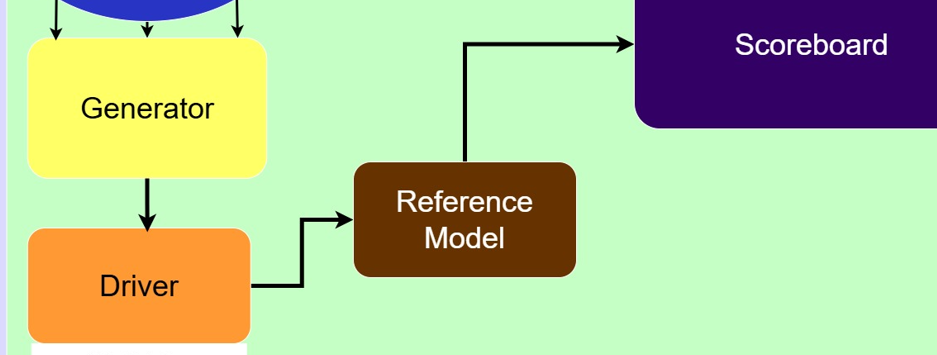 Scoreboard
Generator
Reference
Model
Driver